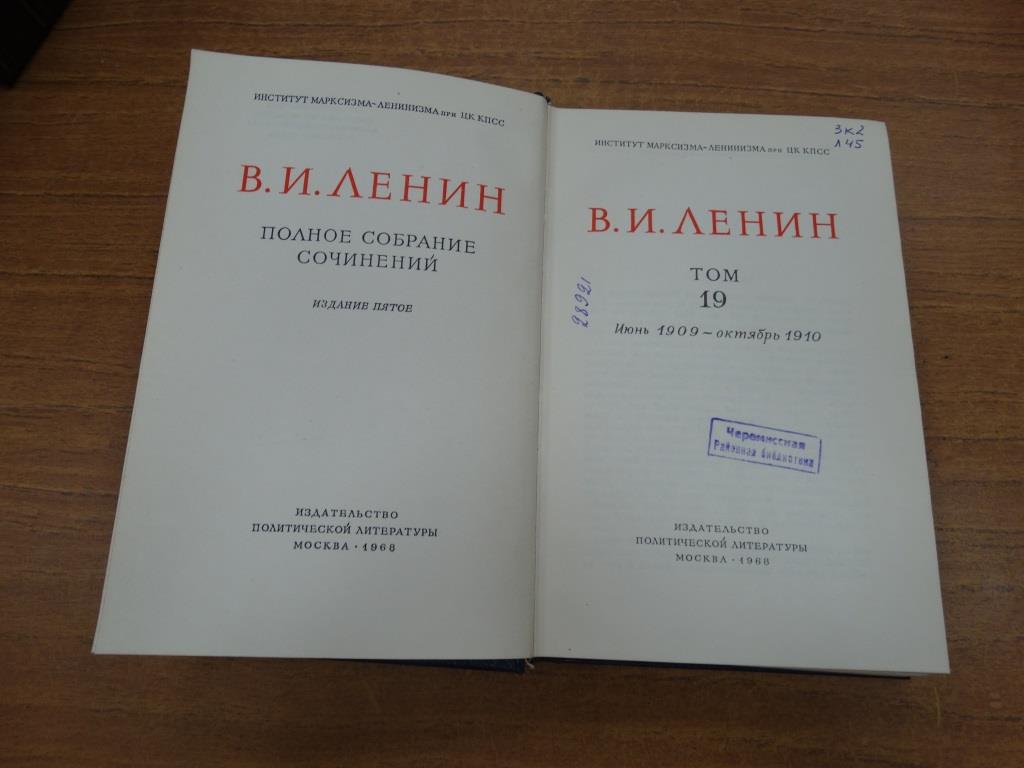 ИНСТИТУТ МАРКСИЗМА-ЛЕНИНИЗМА при ЦК КПСС
В. И. ЛЕНИН
ПОЛНОЕ СОБРАНИЕ
СОЧИНЕНИЙ
ИЗДАНИЕ ПЯТОЕ
ИЗДАТЕЛЬСТВО
ПОЛИТИЧЕСКОЙ ЛИТЕРАТУРЫ
МОСКВА · 1968
3к2
Л45
ИНСТИТУТ МАРКСИЗМА-ЛЕНИНИЗМА при ЦК КПСС
В. И. ЛЕНИН
ТОМ
19
Июнь 1909 – октябрь 1910
28921
Черемисская
Районная библиотека
ИЗДАТЕЛЬСТВО
ПОЛИТИЧЕСКОЙ ЛИТЕРАТУРЫ
МОСКВА · 1968